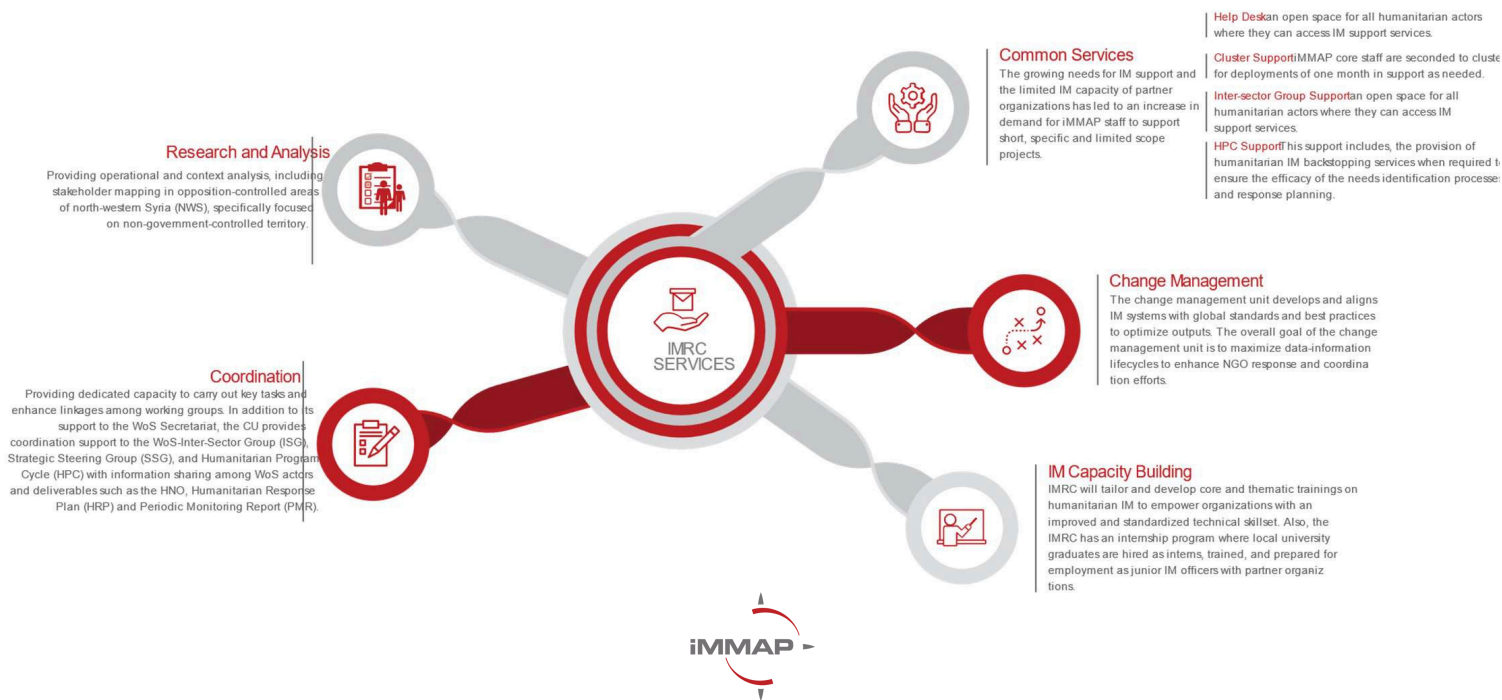 Research and Analysis
Providing operational and context analysis, including
stakeholder mapping in opposition-controlled areas
of north-western Syria (NWS), specifically focused
on non-government-controlled territory.
Coordination
Providing dedicated capacity to carry out key tasks and
enhance linkages among working groups. In addition to its
support to the WoS Secretariat, the CU provides
coordination support to the WoS-Inter-Sector Group (ISG),
Strategic Steering Group (SSG), and Humanitarian Program
Cycle (HPC) with information sharing among WoS actors
and deliverables such as the HNO, Humanitarian Response
Plan (HRP) and Periodic Monitoring Report (PMR).
IMRC
SERVICES
Common Services
The growing needs for IM support and
the limited IM capacity of partner
organizations has led to an increase in
demand for iMMAP staff to support
short, specific and limited scope
projects.
Help Deskan open space for all humanitarian actors
where they can access IM support services.
Cluster SupportiMMAP core staff are seconded to cluste
for deployments of one month in support as needed.
Inter-sector Group Supportan open space for all
humanitarian actors where they can access IM
support services.
HPC SupportThis support includes, the provision of
humanitarian IM backstopping services when required to
ensure the efficacy of the needs identification processes
and response planning.
Change Management
The change management unit develops and aligns
IM systems with global standards and best practices
to optimize outputs. The overall goal of the change
management unit is to maximize data-information
lifecycles to enhance NGO response and coordina
tion efforts.
IM Capacity Building
IMRC will tailor and develop core and thematic trainings on
humanitarian IM to empower organizations with an
improved and standardized technical skillset. Also, the
IMRC has an internship program where local university
graduates are hired as interns, trained, and prepared for
employment as junior IM officers with partner organiz
tions.
iMMAP